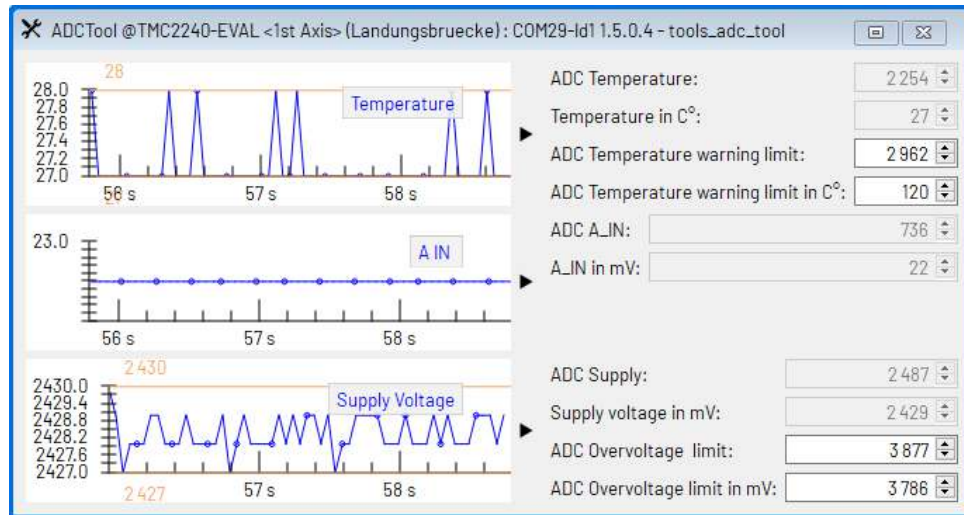 ADCTool @TMC2240-EVAL <1st Axis> (Landungsbruecke) : COM29-Id1 1.5.0.4 - tools_adc_tool
28
28.0
27.8
27.6
27.4
27.2
27.0
Temperature
56 s 57 s 58 s
ADC Temperature: 2 254
Temperature in C°: 27
ADC Temperature warning limit: 2 962
ADC Temperature warning limit in C°: 120
23.0
A IN
56 s 57 s 58 s
ADC A_IN: 736
A_IN in mV: 22
2 430
2430.0
2429.4
2428.8
2428.2
2427.6
2427.0
Supply Voltage
2 427 57 s 58 s
ADC Supply: 2 487
Supply voltage in mV: 2 429
ADC Overvoltage limit: 3 877
ADC Overvoltage limit in mV: 3 786